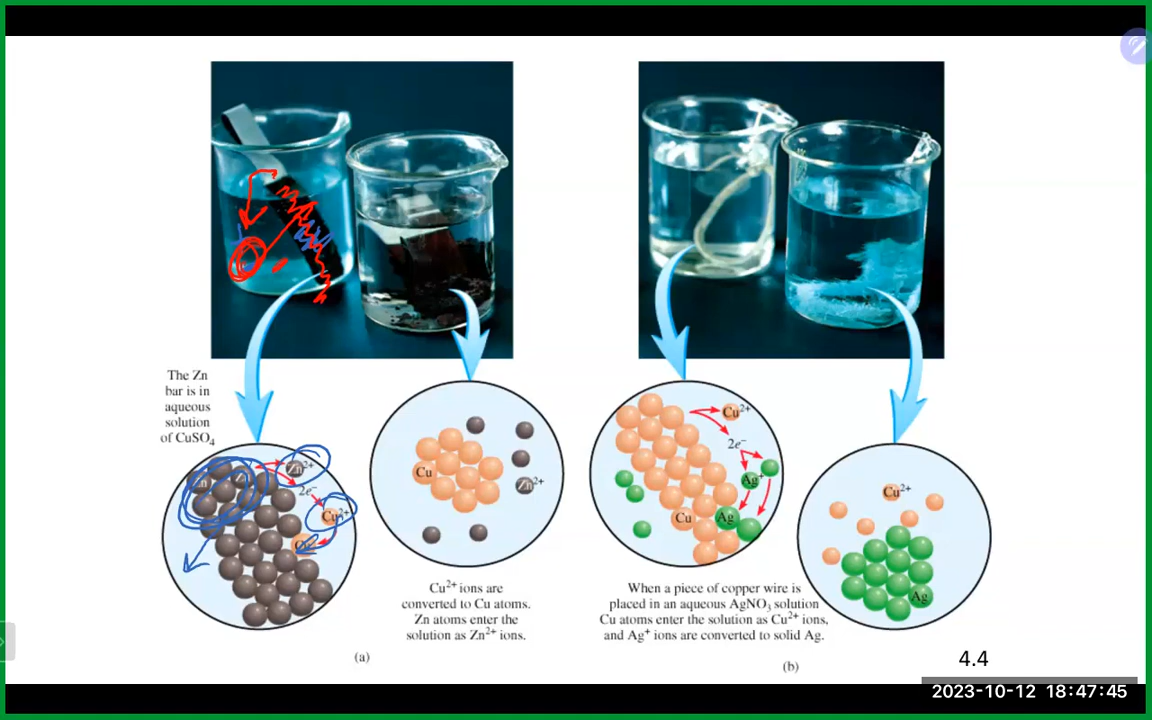 The Zn
bar is in
aqueous
solution
of CuSO₄
Zn
Zn²⁺
2e⁻
Cu²⁺
Cu
Cu
Zn²⁺
Cu²⁺ ions are
converted to Cu atoms.
Zn atoms enter the
solution as Zn²⁺ ions.
(a)
Cu²⁺
2e⁻
Ag⁺
Cu
Ag
When a piece of copper wire is
placed in an aqueous AgNO₃ solution
Cu atoms enter the solution as Cu²⁺ ions,
and Ag⁺ ions are converted to solid Ag.
Cu²⁺
Ag
(b)
4.4
2023-10-12 18:47:45